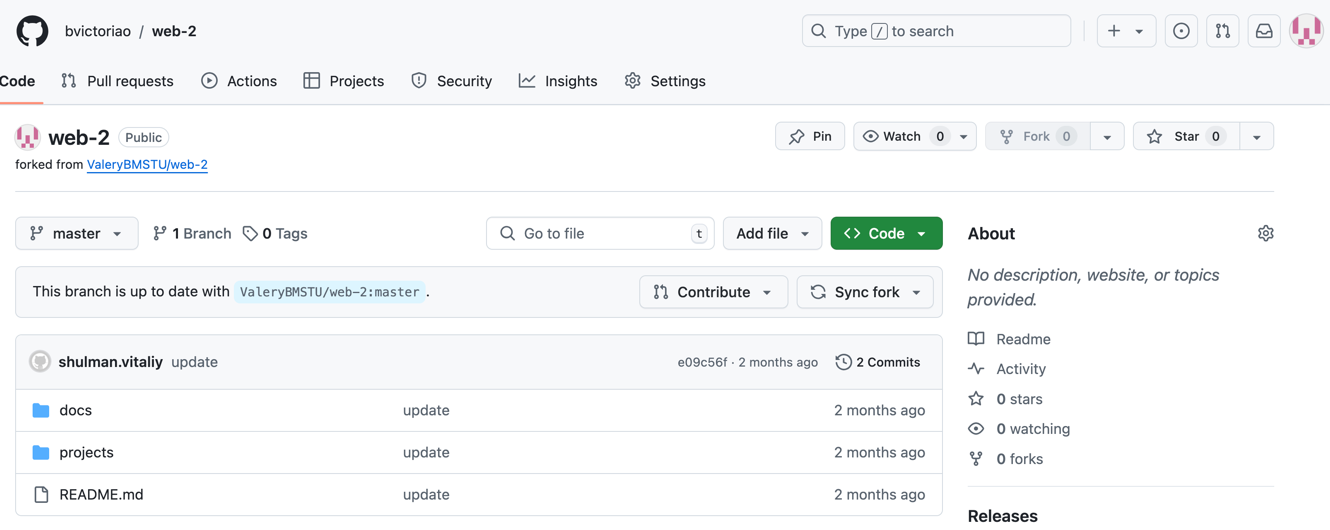 bvictoriao / web-2
Type / to search
Code Pull requests Actions Projects Security Insights Settings
web-2 Public
Pin Watch 0 Fork 0 Star 0
forked from ValeryBMSTU/web-2
master 1 Branch 0 Tags Go to file t Add file Code
This branch is up to date with ValeryBMSTU/web-2:master. Contribute Sync fork
shulman.vitaliy update e09c56f · 2 months ago 2 Commits
docs update 2 months ago
projects update 2 months ago
README.md update 2 months ago
About
No description, website, or topics
provided.
Readme
Activity
0 stars
0 watching
0 forks
Releases